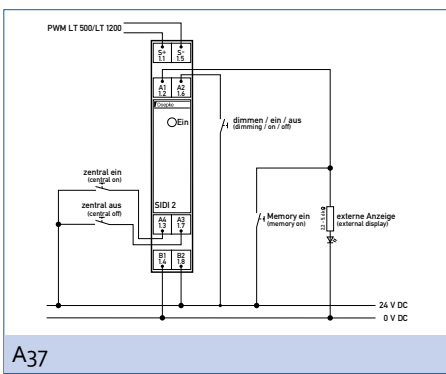 PWM LT 500/LT 1200
S+ S-
1.1 1.5
A1 A2
1.2 1.6
Doepke
Ein
dimmen / ein / aus
(dimming / on / off)
zentral ein
(central on)
zentral aus
(central off)
SIDI 2
A4 A3
1.3 1.7
Memory ein
(memory on)
externe Anzeige
(external display)
B1 B2
1.4 1.8
24 V DC
0 V DC
A37